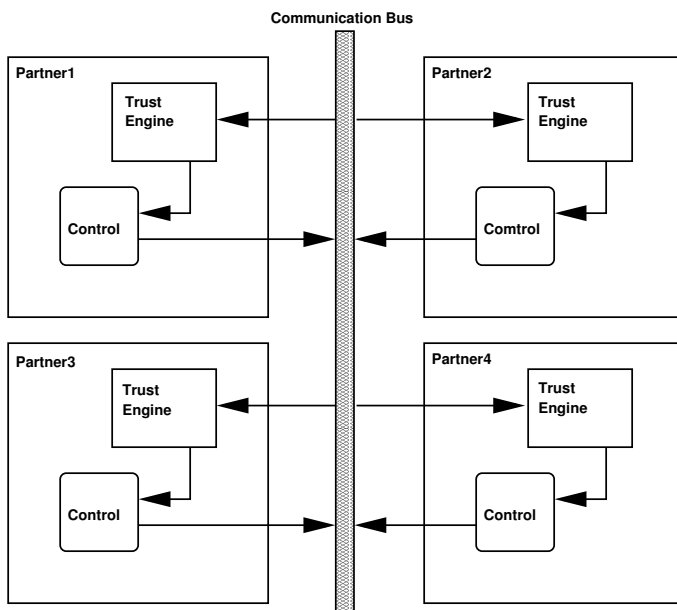 Communication Bus
Partner1
Trust
Engine
Control
Partner2
Trust
Engine
Comtrol
Partner3
Trust
Engine
Control
Partner4
Trust
Engine
Control